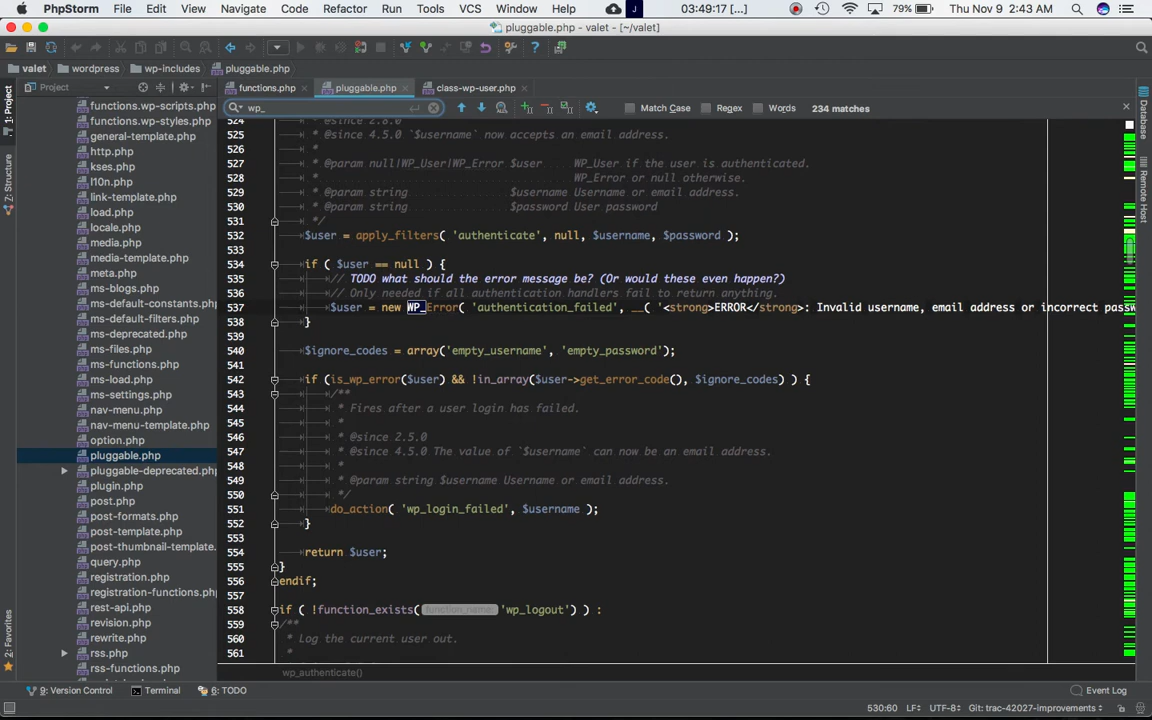 PhpStorm File Edit View Navigate Code Refactor Run Tools VCS Window Help J 03:49:17 [...] 79% Thu Nov 9 2:43 AM
pluggable.php - valet - [~/valet]
valet wordpress wp-includes pluggable.php
Project functions.php pluggable.php class-wp-user.php
wp_ Match Case Regex Words 234 matches
1: Project
Z: Structure
2: Favorites
Database
Remote Host
functions.wp-scripts.php
functions.wp-styles.php
general-template.php
http.php
kses.php
l10n.php
link-template.php
load.php
locale.php
media.php
media-template.php
meta.php
ms-blogs.php
ms-default-constants.php
ms-default-filters.php
ms-deprecated.php
ms-files.php
ms-functions.php
ms-load.php
ms-settings.php
nav-menu.php
nav-menu-template.php
option.php
pluggable.php
pluggable-deprecated.php
plugin.php
post.php
post-formats.php
post-template.php
post-thumbnail-template.
query.php
registration.php
registration-functions.php
rest-api.php
revision.php
rewrite.php
rss.php
rss-functions.php
524 * @since 2.8.0
525 * @since 4.5.0 `$username` now accepts an email address.
526 *
527 * @param null|WP_User|WP_Error $user WP_User if the user is authenticated.
528 * WP_Error or null otherwise.
529 * @param string $username Username or email address.
530 * @param string $password User password
531 */
532 $user = apply_filters( 'authenticate', null, $username, $password );
533
534 if ( $user == null ) {
535 // TODO what should the error message be? (Or would these even happen?)
536 // Only needed if all authentication handlers fail to return anything.
537 $user = new WP_Error( 'authentication_failed', __( '<strong>ERROR</strong>: Invalid username, email address or incorrect passw
538 }
539
540 $ignore_codes = array('empty_username', 'empty_password');
541
542 if (is_wp_error($user) && !in_array($user->get_error_code(), $ignore_codes) ) {
543 /**
544 * Fires after a user login has failed.
545 *
546 * @since 2.5.0
547 * @since 4.5.0 The value of `$username` can now be an email address.
548 *
549 * @param string $username Username or email address.
550 */
551 do_action( 'wp_login_failed', $username );
552 }
553
554 return $user;
555 }
556 endif;
557
558 if ( !function_exists( function_name: 'wp_logout') ) :
559 /**
560 * Log the current user out.
561 *
wp_authenticate()
9: Version Control Terminal 6: TODO Event Log
530:60 LF÷ UTF-8÷ Git: trac-42027-improvements÷